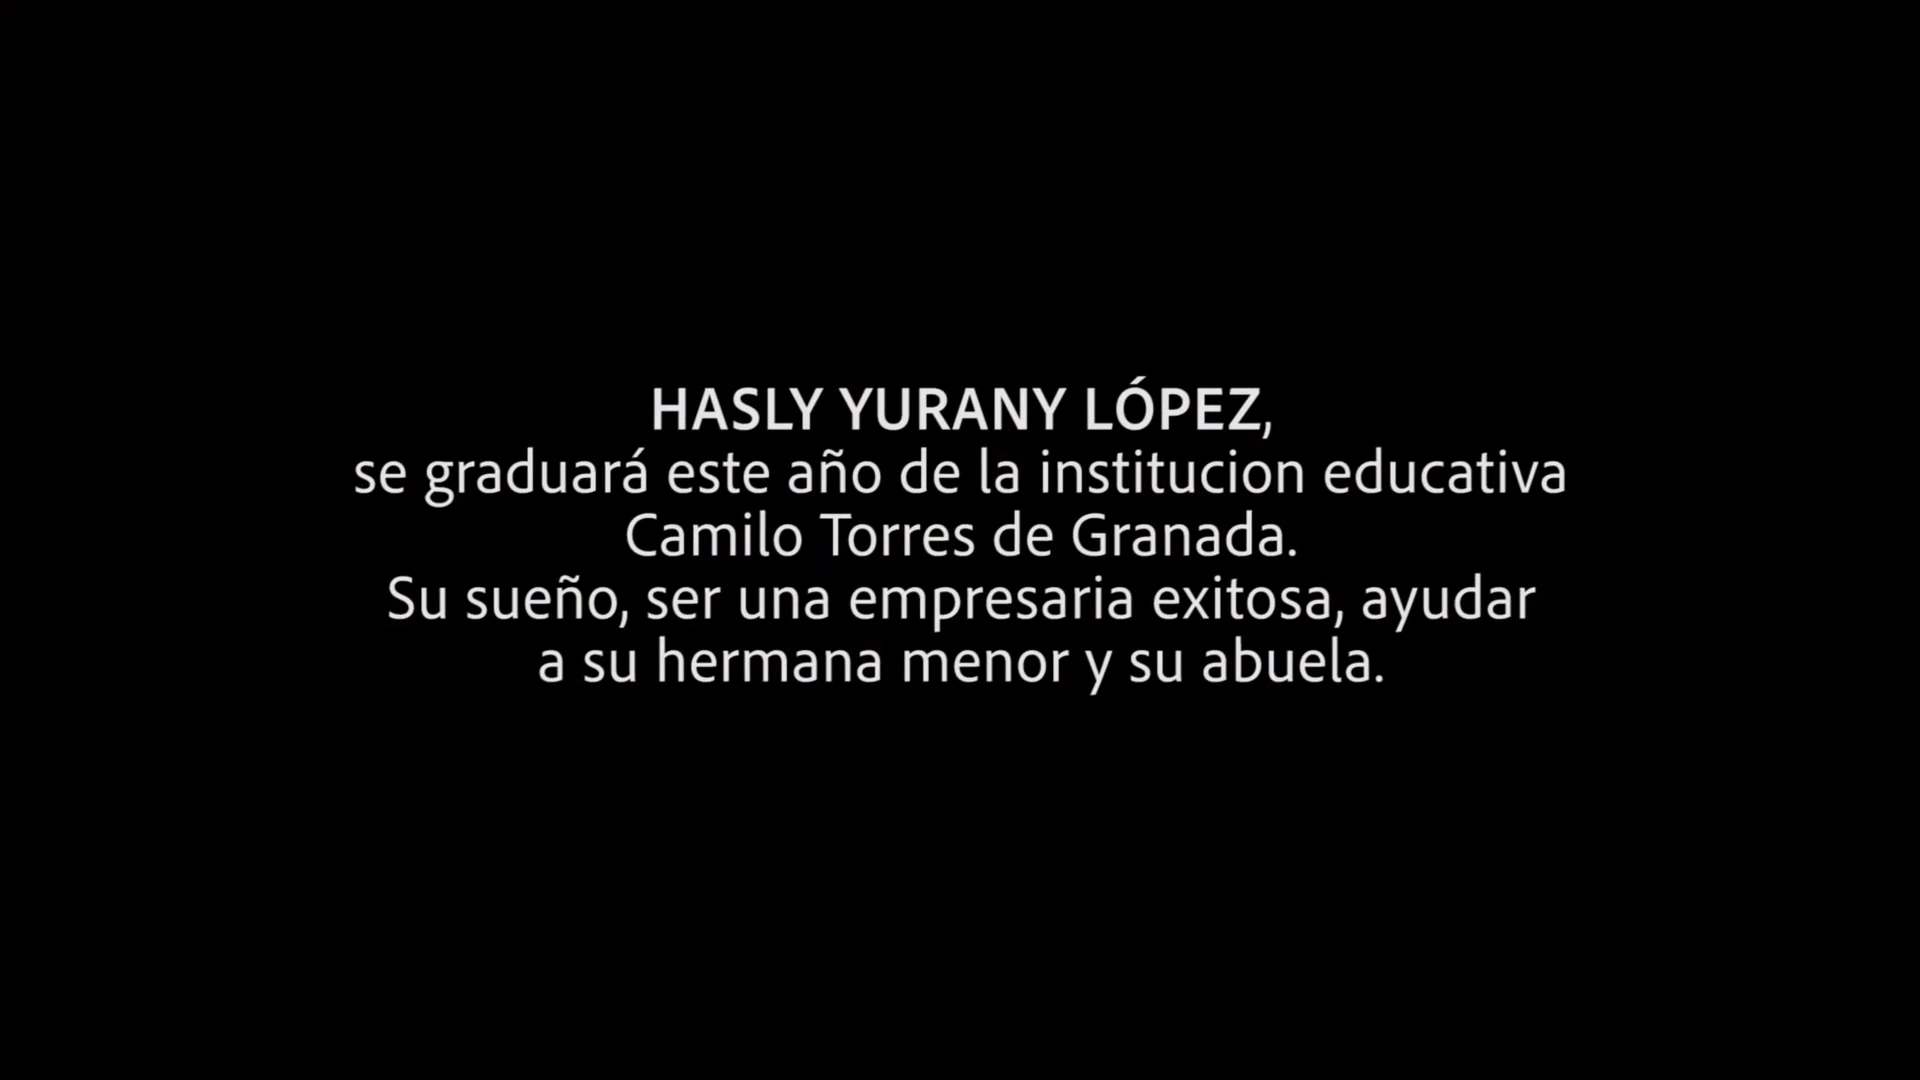 HASLY YURANY LÓPEZ,
se graduará este año de la institucion educativa
Camilo Torres de Granada.
Su sueño, ser una empresaria exitosa, ayudar
a su hermana menor y su abuela.